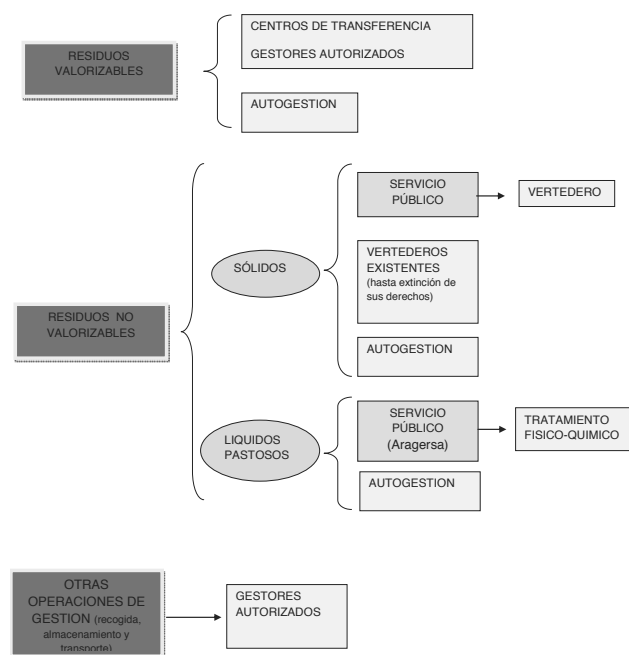 CENTROS DE TRANSFERENCIA
GESTORES AUTORIZADOS
RESIDUOS
VALORIZABLES
AUTOGESTION
SERVICIO
PÚBLICO
VERTEDERO
SÓLIDOS
VERTEDEROS
EXISTENTES
(hasta extinción de
sus derechos)
RESIDUOS NO
VALORIZABLES
AUTOGESTION
LIQUIDOS
PASTOSOS
SERVICIO
PÚBLICO
(Aragersa)
TRATAMIENTO
FISICO-QUIMICO
AUTOGESTION
OTRAS
OPERACIONES DE
GESTION (recogida,
almacenamiento y
transporte)
GESTORES
AUTORIZADOS